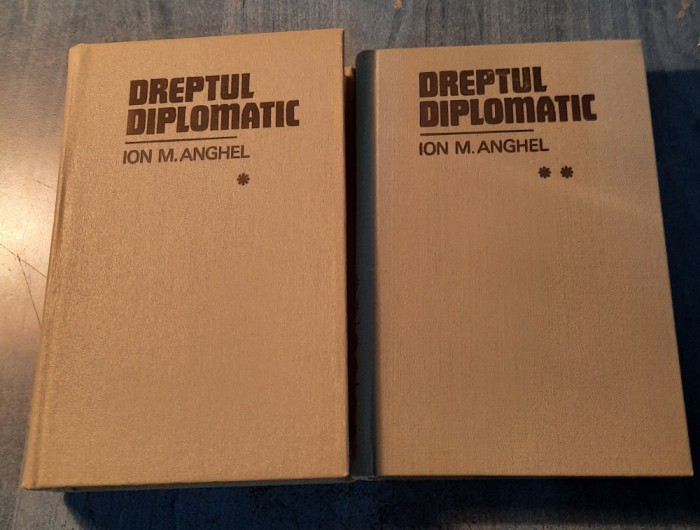 DREPTUL
DIPLOMATIC
ION M. ANGHEL
*
DREPTUL
DIPLOMATIC
ION M. ANGHEL
* *